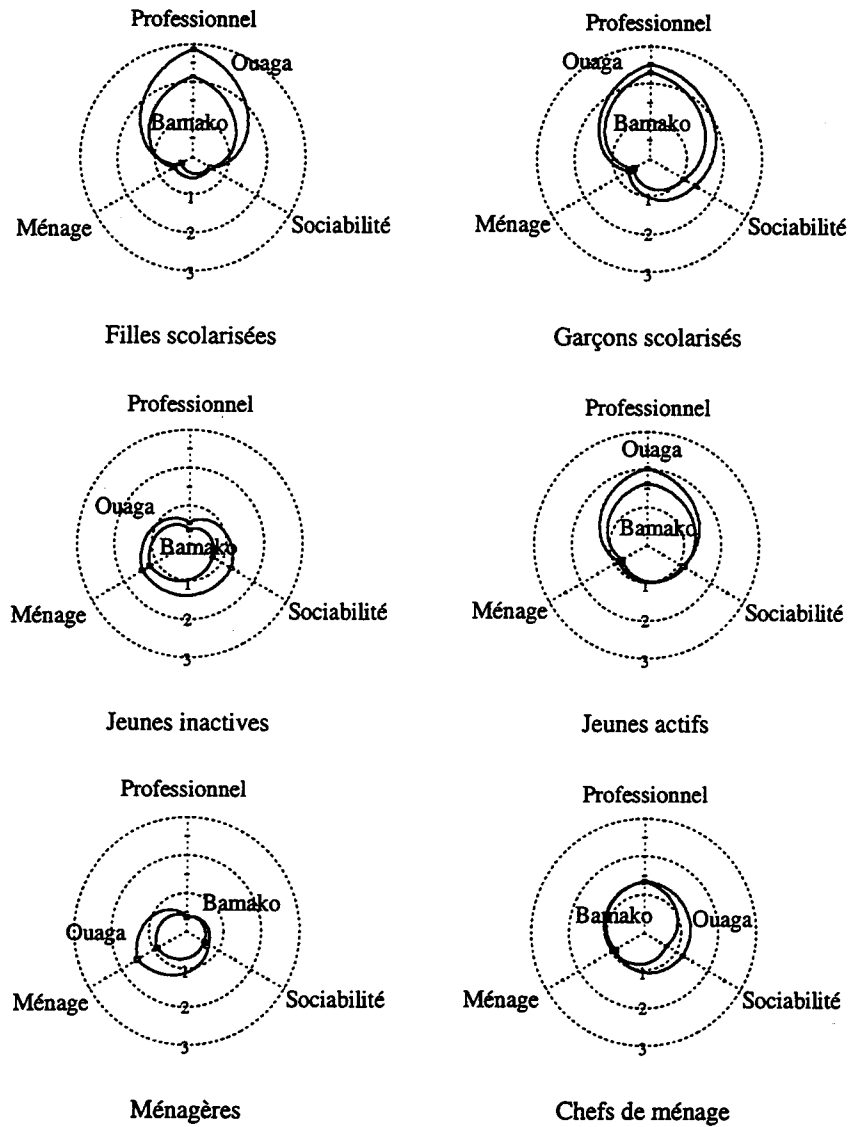 Professionnel
Ouaga
Bamako
Ménage
Sociabilité
1
2
3
Filles scolarisées
Professionnel
Ouaga
Bamako
Ménage
Sociabilité
1
2
3
Garçons scolarisés
Professionnel
Ouaga
Bamako
Ménage
Sociabilité
1
2
3
Jeunes inactives
Professionnel
Ouaga
Bamako
Ménage
Sociabilité
1
2
3
Jeunes actifs
Professionnel
Bamako
Ouaga
Ménage
Sociabilité
1
2
3
Ménagères
Professionnel
Bamako
Ouaga
Ménage
Sociabilité
1
2
3
Chefs de ménage